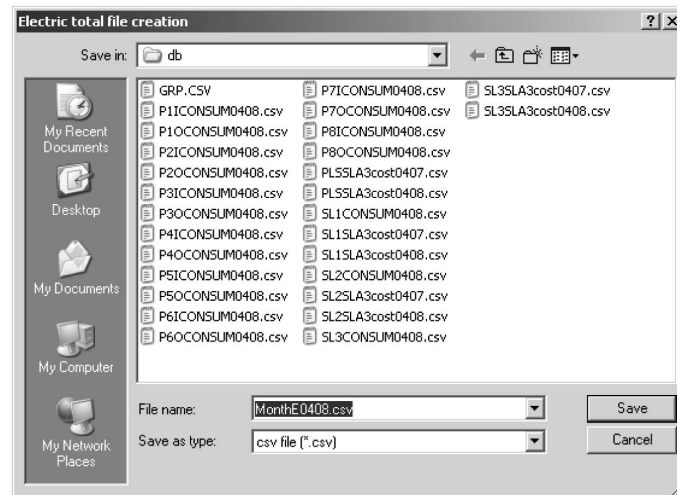 Electric total file creation
Save in:
db
My Recent
Documents
Desktop
My Documents
My Computer
My Network
Places
GRP.CSV
P1ICONSUM0408.csv
P1OCONSUM0408.csv
P2ICONSUM0408.csv
P2OCONSUM0408.csv
P3ICONSUM0408.csv
P3OCONSUM0408.csv
P4ICONSUM0408.csv
P4OCONSUM0408.csv
P5ICONSUM0408.csv
P5OCONSUM0408.csv
P6ICONSUM0408.csv
P6OCONSUM0408.csv
P7ICONSUM0408.csv
P7OCONSUM0408.csv
P8ICONSUM0408.csv
P8OCONSUM0408.csv
PLSSLA3cost0407.csv
PLSSLA3cost0408.csv
SL1CONSUM0408.csv
SL1SLA3cost0407.csv
SL1SLA3cost0408.csv
SL2CONSUM0408.csv
SL2SLA3cost0407.csv
SL2SLA3cost0408.csv
SL3CONSUM0408.csv
SL3SLA3cost0407.csv
SL3SLA3cost0408.csv
File name:
MonthE0408.csv
Save
Save as type:
csv file (*.csv)
Cancel